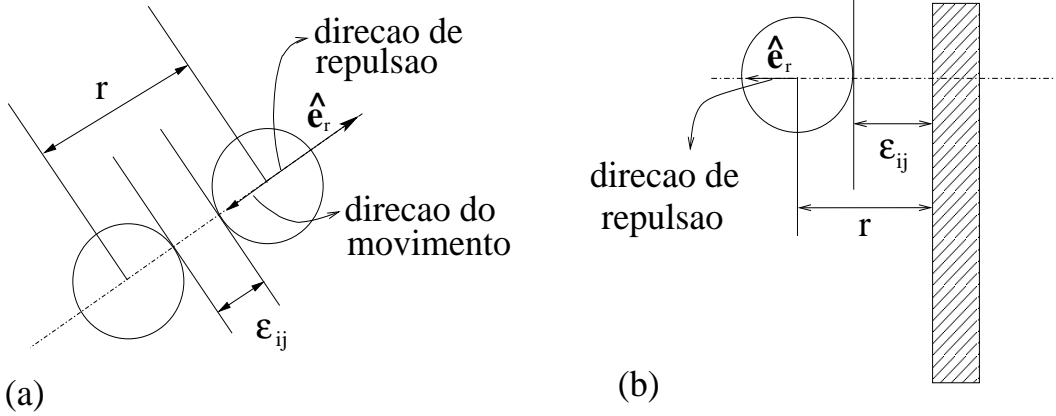 direcao de
repulsao
r
ê_r
direcao do
movimento
ε_ij
(a)
ê_r
ε_ij
direcao de
repulsao
r
(b)